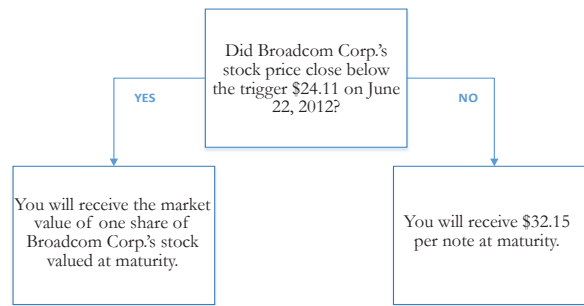 Did Broadcom Corp.'s
stock price close below
the trigger $24.11 on June
22, 2012?
YES
NO
You will receive the market
value of one share of
Broadcom Corp.'s stock
valued at maturity.
You will receive $32.15
per note at maturity.